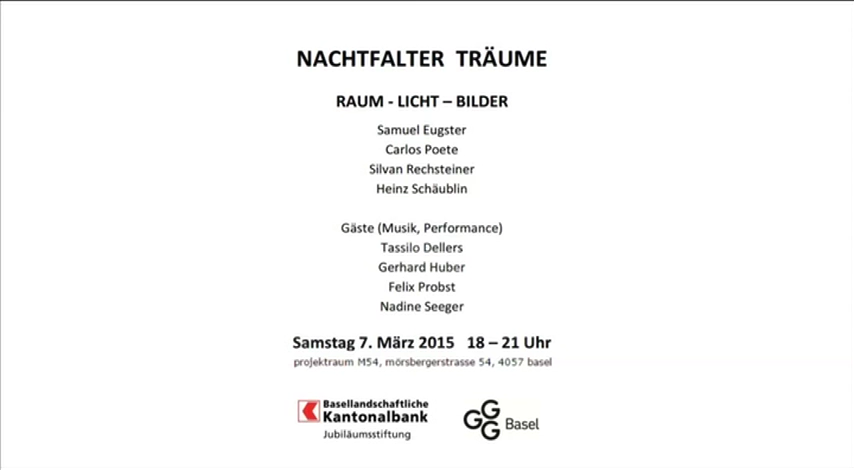 NACHTFALTER TRÄUME
RAUM - LICHT – BILDER
Samuel Eugster
Carlos Poete
Silvan Rechsteiner
Heinz Schäublin
Gäste (Musik, Performance)
Tassilo Dellers
Gerhard Huber
Felix Probst
Nadine Seeger
Samstag 7. März 2015 18 – 21 Uhr
projektraum M54, mörsbergerstrasse 54, 4057 basel
Basellandschaftliche
Kantonalbank
Jubiläumsstiftung
GGG Basel